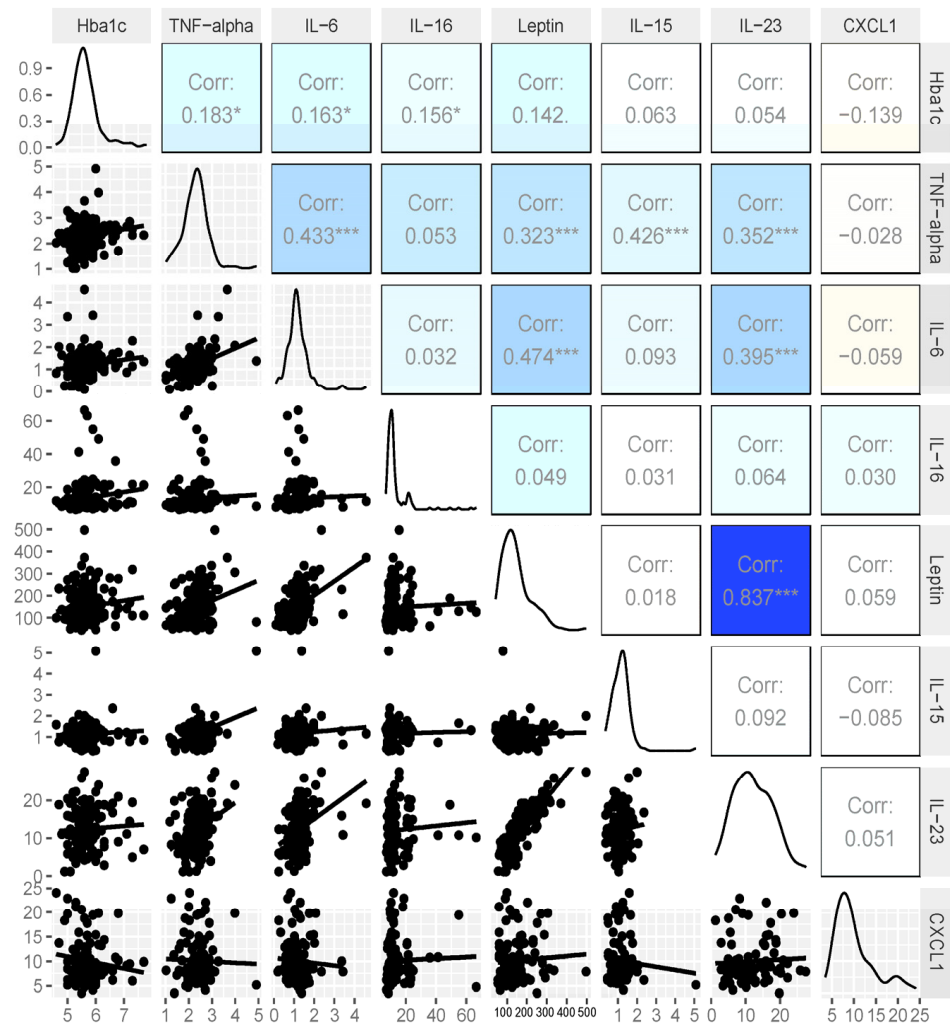 Hba1c TNF-alpha IL-6 IL-16 Leptin IL-15 IL-23 CXCL1
0.9
0.6
0.3
0.0
Corr: Corr: Corr: Corr: Corr: Corr: Corr:
0.183* 0.163* 0.156* 0.142. 0.063 0.054 −0.139
Hba1c
5
4
3
2
1
Corr: Corr: Corr: Corr: Corr: Corr:
0.433*** 0.053 0.323*** 0.426*** 0.352*** −0.028
TNF-alpha
4
3
2
1
0
Corr: Corr: Corr: Corr: Corr:
0.032 0.474*** 0.093 0.395*** −0.059
IL-6
60
40
20
Corr: Corr: Corr: Corr:
0.049 0.031 0.064 0.030
IL-16
500
400
300
200
100
Corr: Corr: Corr:
0.018 0.837*** 0.059
Leptin
5
4
3
2
1
Corr: Corr:
0.092 −0.085
IL-15
20
10
0
Corr:
0.051
IL-23
25
20
15
10
5
CXCL1
5 6 7 1 2 3 4 5 0 1 2 3 4 20 40 60 100 200 300 400 500 1 2 3 4 5 0 10 20 5 10 15 20 25